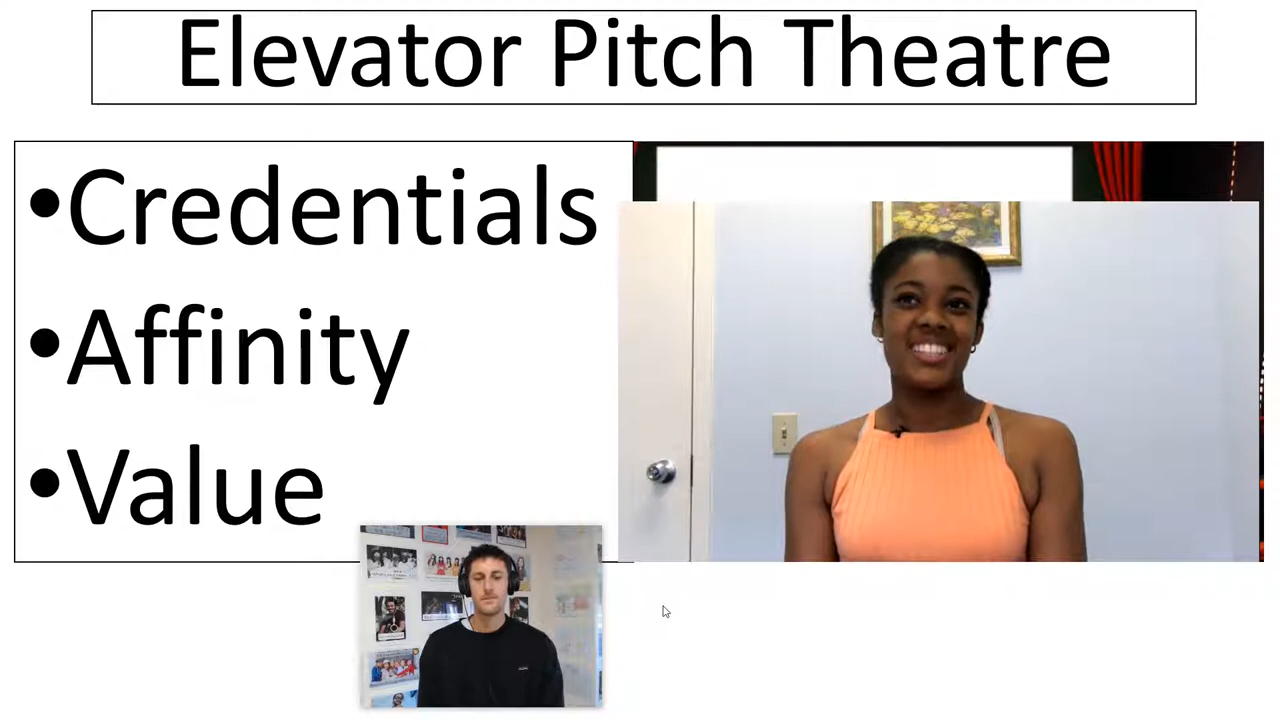 Elevator Pitch Theatre
•Credentials
•Affinity
•Value